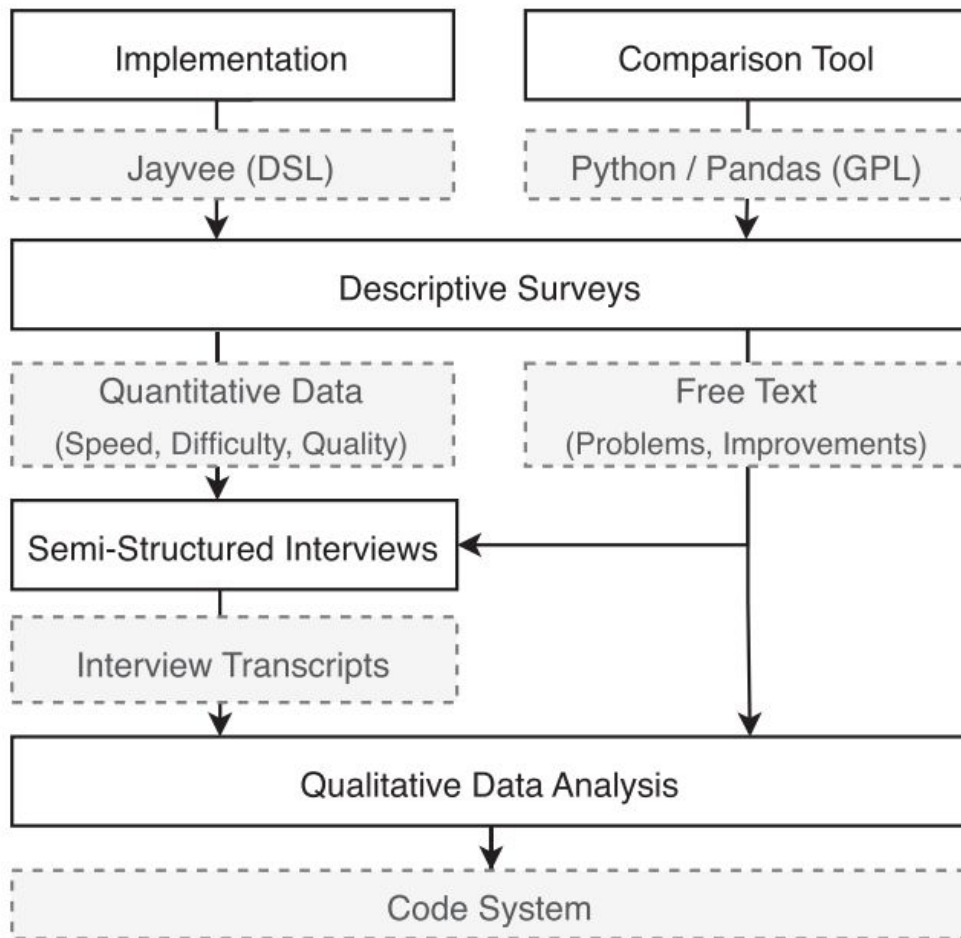 Implementation
Comparison Tool
Jayvee (DSL)
Python / Pandas (GPL)
Descriptive Surveys
Quantitative Data
(Speed, Difficulty, Quality)
Free Text
(Problems, Improvements)
Semi-Structured Interviews
Interview Transcripts
Qualitative Data Analysis
Code System